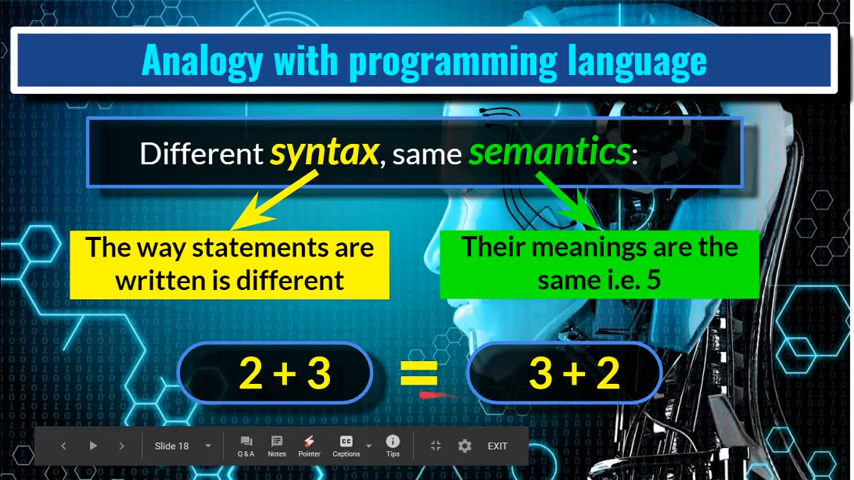 Analogy with programming language
Different syntax, same semantics:
The way statements are
written is different
Their meanings are the
same i.e. 5
2 + 3 = 3 + 2
Slide 18
Q & A Notes Pointer Captions Tips EXIT
CC